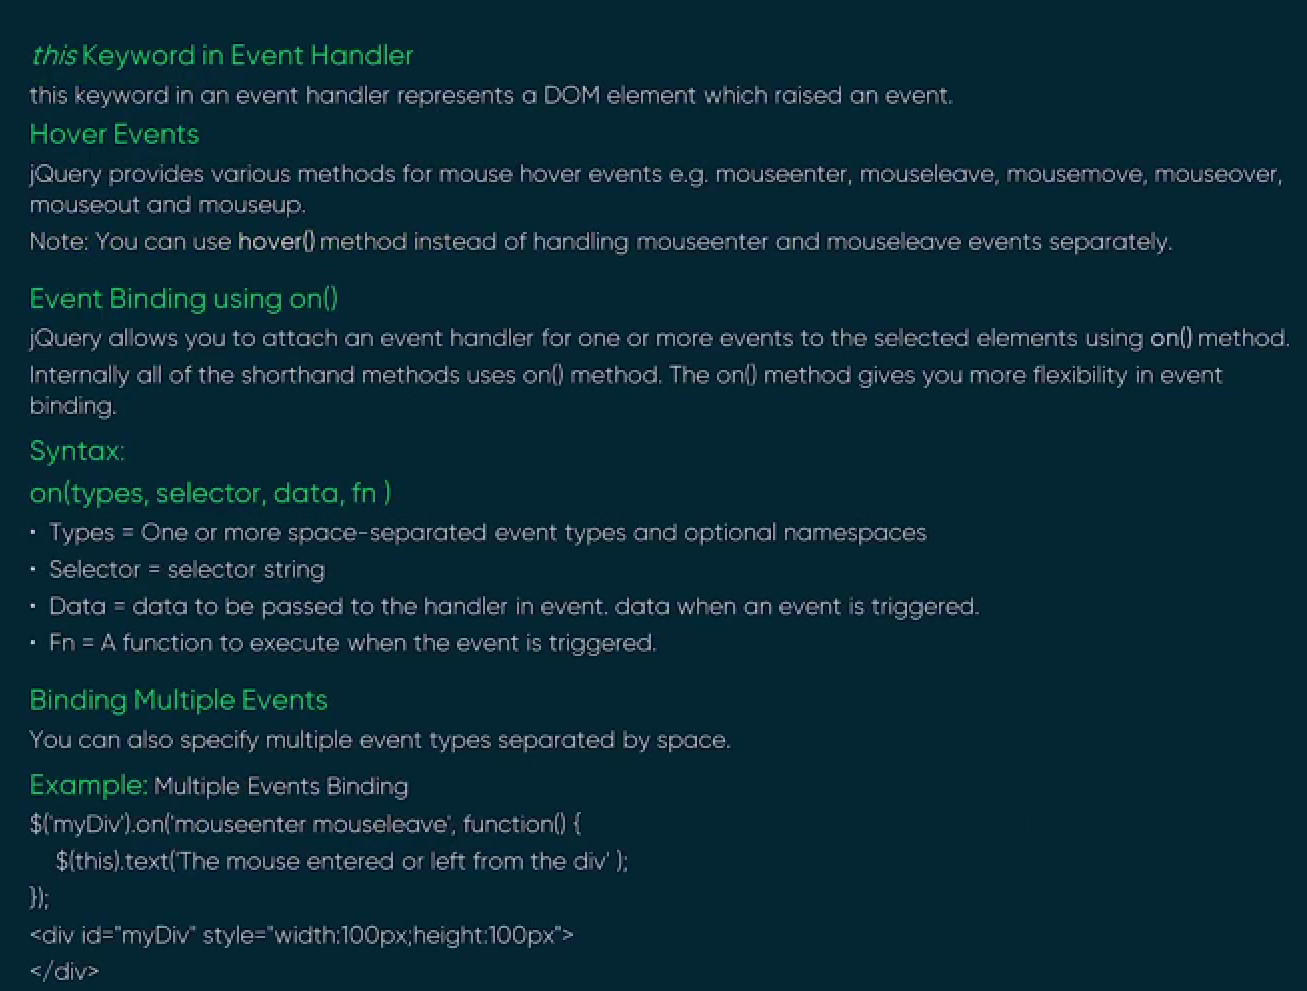 this Keyword in Event Handler
this keyword in an event handler represents a DOM element which raised an event.
Hover Events
jQuery provides various methods for mouse hover events e.g. mouseenter, mouseleave, mousemove, mouseover,
mouseout and mouseup.
Note: You can use hover() method instead of handling mouseenter and mouseleave events separately.
Event Binding using on()
jQuery allows you to attach an event handler for one or more events to the selected elements using on() method.
Internally all of the shorthand methods uses on() method. The on() method gives you more flexibility in event
binding.
Syntax:
on(types, selector, data, fn )
• Types = One or more space-separated event types and optional namespaces
• Selector = selector string
• Data = data to be passed to the handler in event. data when an event is triggered.
• Fn = A function to execute when the event is triggered.
Binding Multiple Events
You can also specify multiple event types separated by space.
Example: Multiple Events Binding
$('myDiv').on('mouseenter mouseleave', function() {
$(this).text('The mouse entered or left from the div' );
});
<div id="myDiv" style="width:100px;height:100px">
</div>